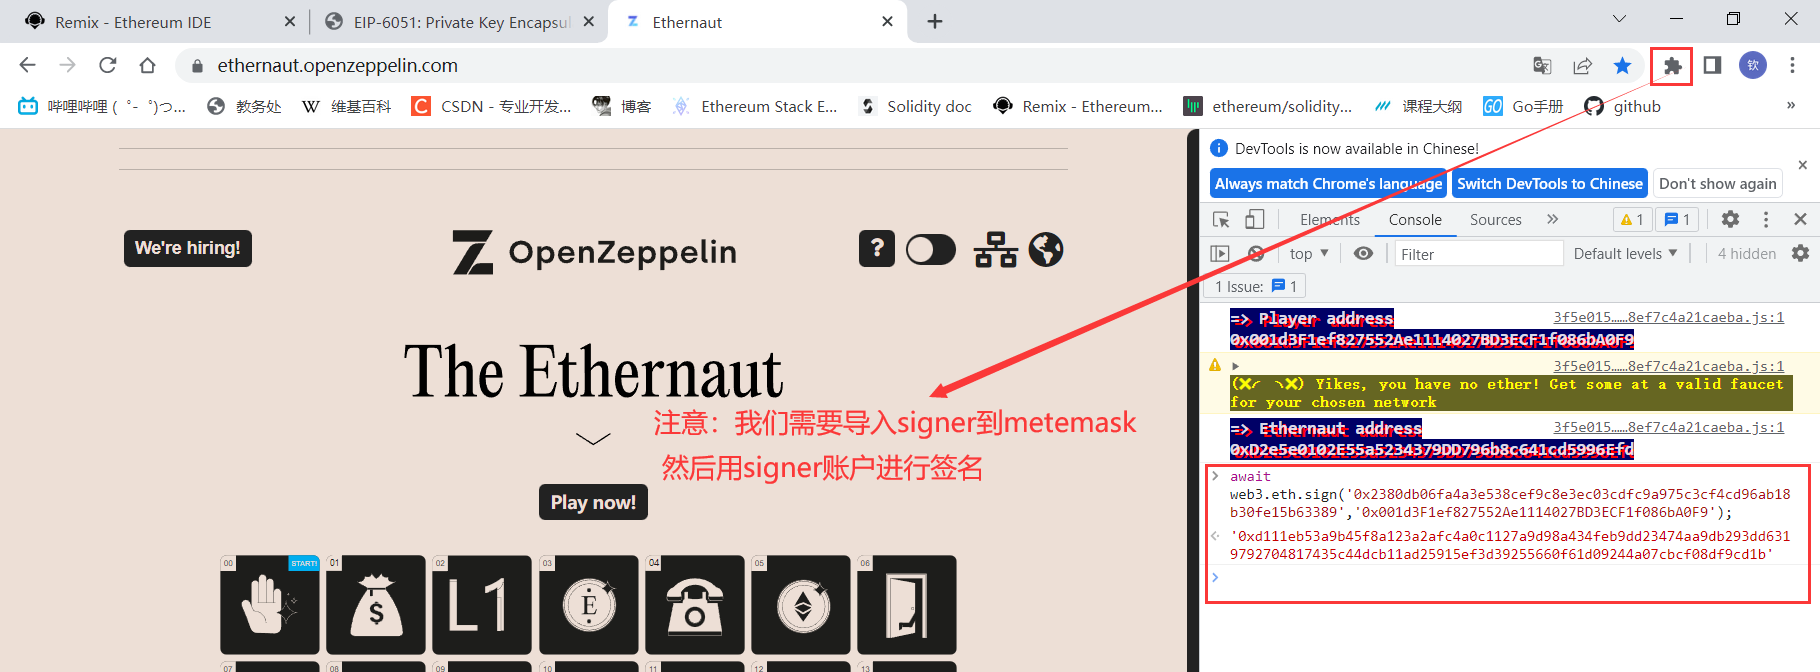 Remix - Ethereum IDE
EIP-6051: Private Key Encapsul
Ethernaut
ethernaut.openzeppelin.com
钦
哔哩哔哩 ( ゜- ゜)つ...
教务处
W 维基百科
C CSDN - 专业开发...
博客
Ethereum Stack E...
Solidity doc
Remix - Ethereum...
ethereum/solidity...
课程大纲
GO Go手册
github
»
We're hiring!
OpenZeppelin
?
The Ethernaut
注意：我们需要导入signer到metemask
然后用signer账户进行签名
Play now!
00 START!
01
02
03
04
05
06
$
L1
E
07
08
09
10
11
12
13
DevTools is now available in Chinese!
Always match Chrome's language
Switch DevTools to Chinese
Don't show again
Elements
Console
Sources
»
1
1
top ▼
Filter
Default levels ▼
4 hidden
1 Issue: 1
=> Player address
3f5e015……8ef7c4a21caeba.js:1
0x001d3F1ef827552Ae1114027BD3ECF1f086bA0F9
3f5e015……8ef7c4a21caeba.js:1
(❌╭ ╮❌) Yikes, you have no ether! Get some at a valid faucet
for your chosen network
=> Ethernaut address
3f5e015……8ef7c4a21caeba.js:1
0xD2e5e0102E55a5234379DD796b8c641cd5996Efd
> await
web3.eth.sign('0x2380db06fa4a3e538cef9c8e3ec03cdfc9a975c3cf4cd96ab18
b30fe15b63389','0x001d3F1ef827552Ae1114027BD3ECF1f086bA0F9');
'0xd111eb53a9b45f8a123a2afc4a0c1127a9d98a434feb9dd23474aa9db293dd631
9792704817435c44dcb11ad25915ef3d39255660f61d09244a07cbcf08df9cd1b'
>